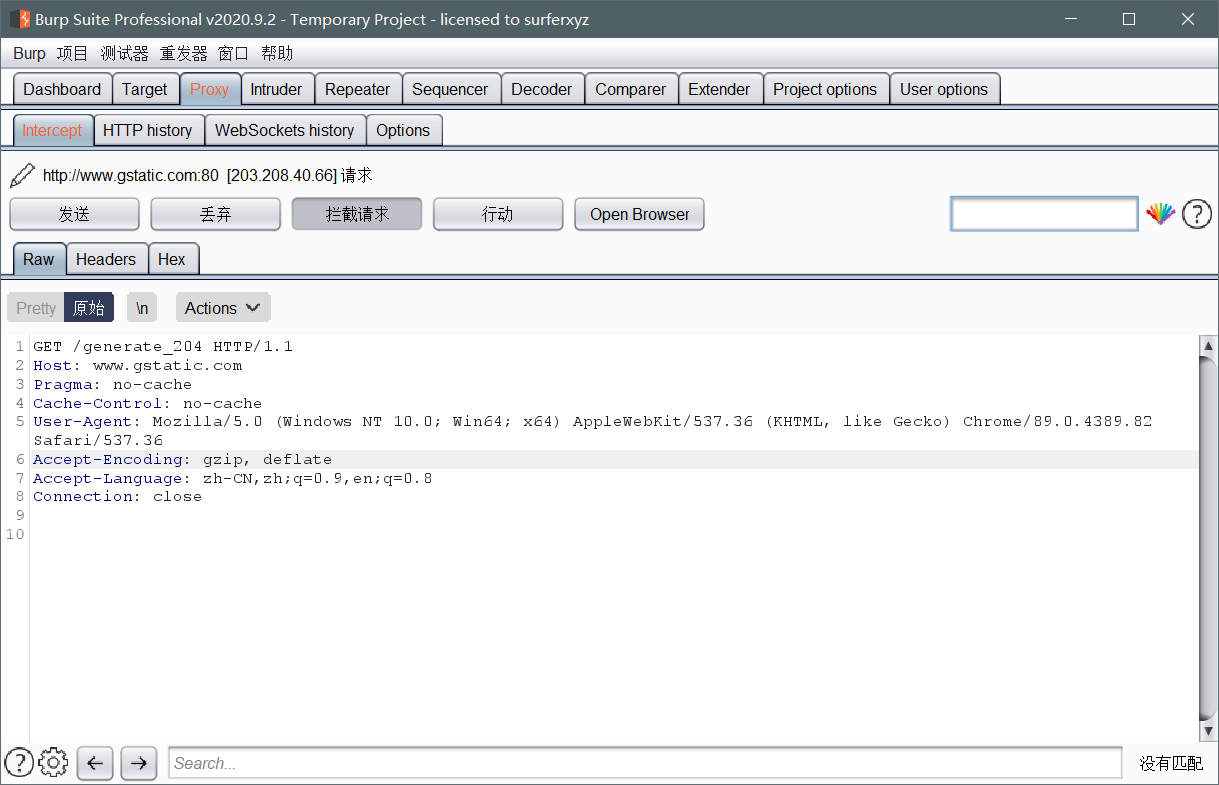 Burp Suite Professional v2020.9.2 - Temporary Project - licensed to surferxyz
Burp 项目 测试器 重发器 窗口 帮助
Dashboard Target Proxy Intruder Repeater Sequencer Decoder Comparer Extender Project options User options
Intercept HTTP history WebSockets history Options
http://www.gstatic.com:80 [203.208.40.66] 请求
发送 丢弃 拦截请求 行动 Open Browser ?
Raw Headers Hex
Pretty 原始 \n Actions
1 GET /generate_204 HTTP/1.1
2 Host: www.gstatic.com
3 Pragma: no-cache
4 Cache-Control: no-cache
5 User-Agent: Mozilla/5.0 (Windows NT 10.0; Win64; x64) AppleWebKit/537.36 (KHTML, like Gecko) Chrome/89.0.4389.82
Safari/537.36
6 Accept-Encoding: gzip, deflate
7 Accept-Language: zh-CN,zh;q=0.9,en;q=0.8
8 Connection: close
9
10
? Search... 没有匹配